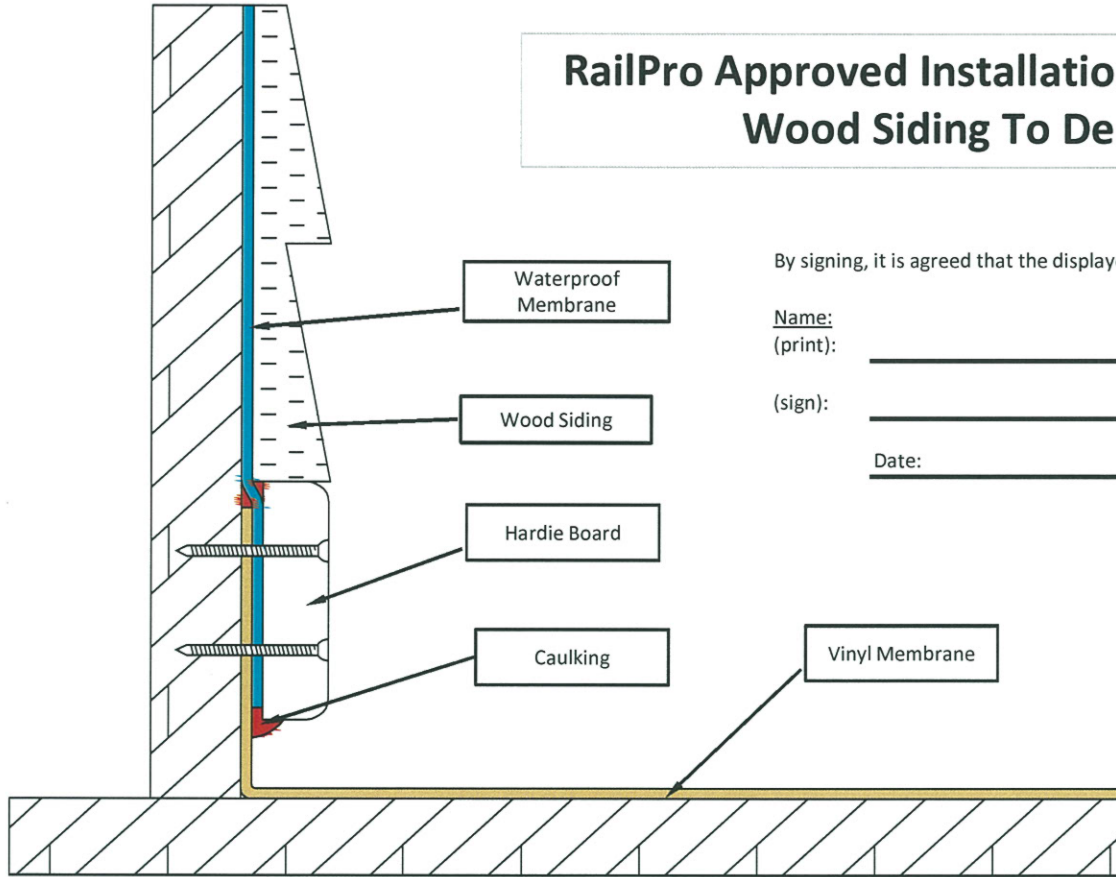 RailPro Approved Installatio
Wood Siding To De
By signing, it is agreed that the display
Name:
(print):
(sign):
Date:
Waterproof
Membrane
Wood Siding
Hardie Board
Caulking
Vinyl Membrane